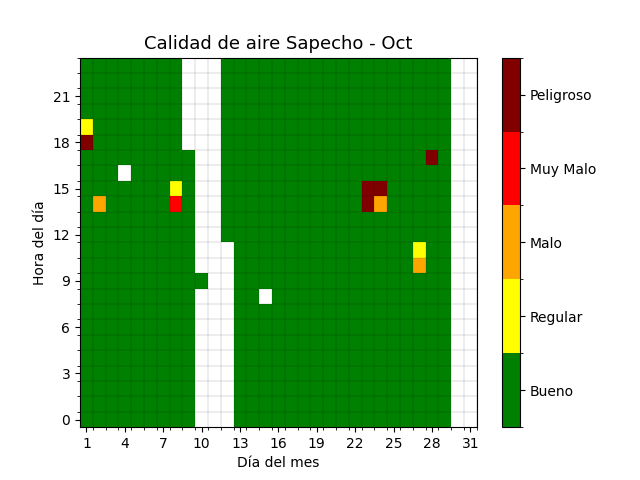 Calidad de aire Sapecho - Oct
Hora del día
21
18
15
12
9
6
3
0
1 4 7 10 13 16 19 22 25 28 31
Día del mes
Peligroso
Muy Malo
Malo
Regular
Bueno